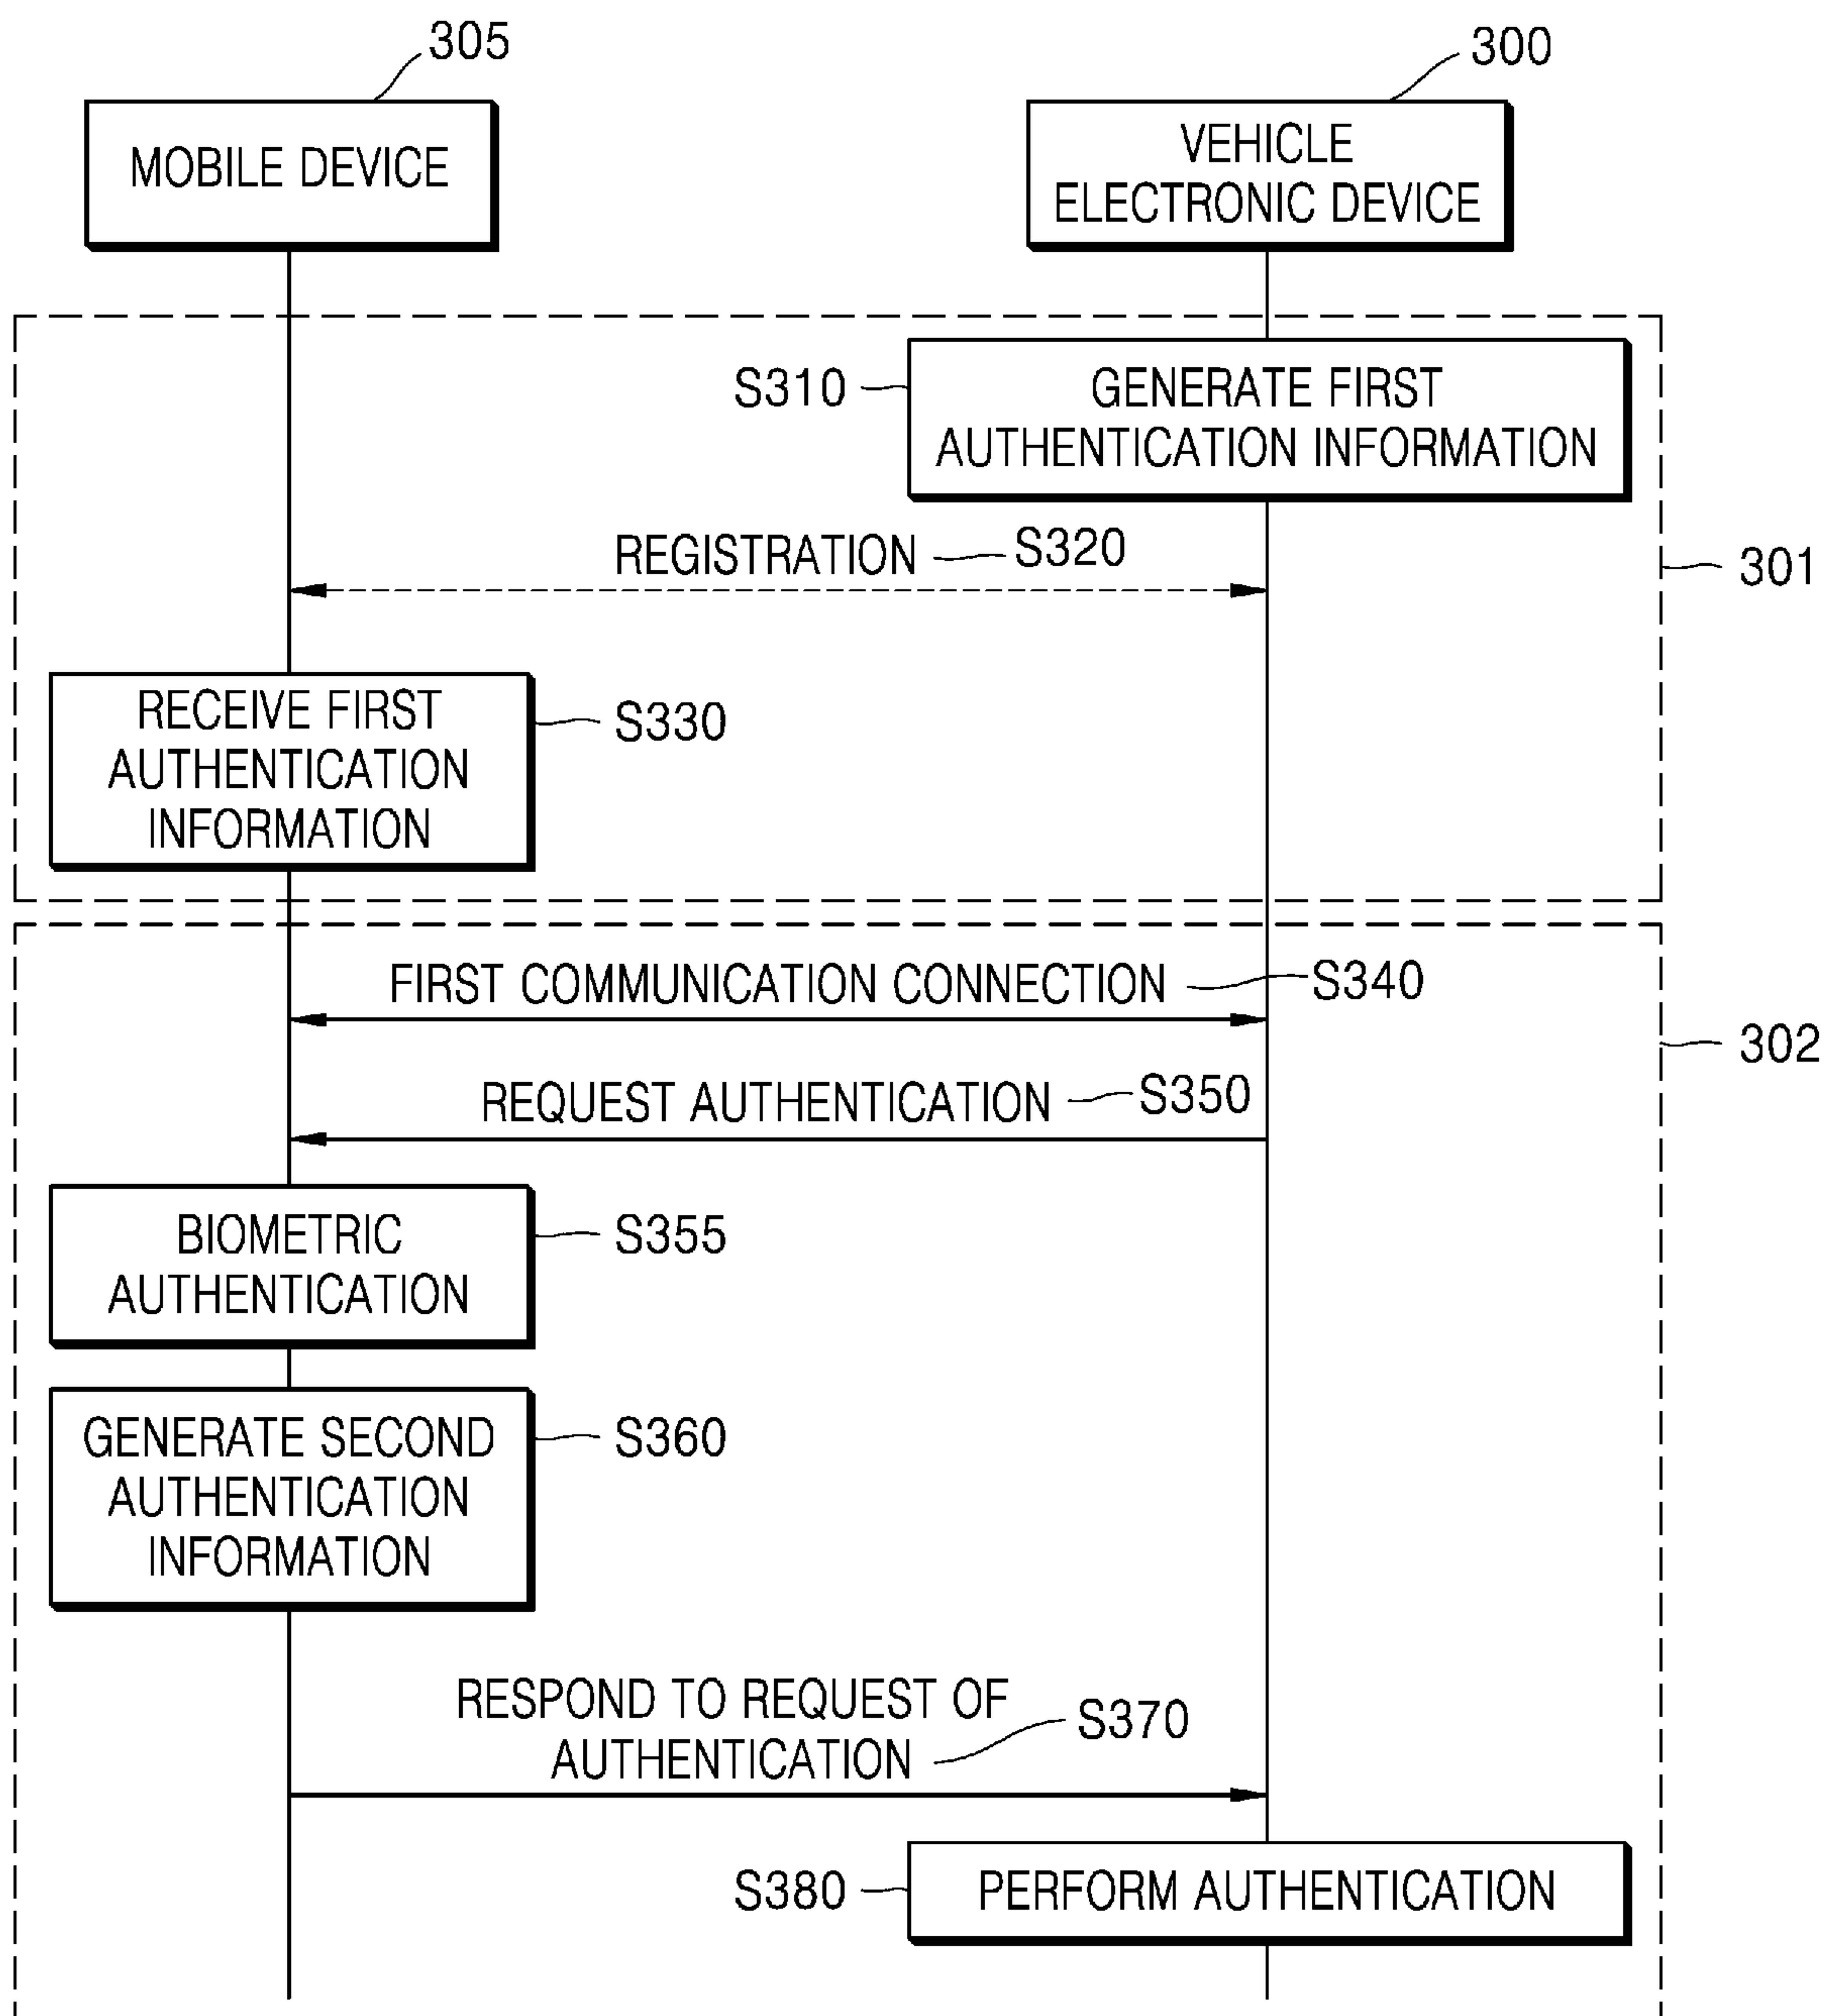 305
300
MOBILE DEVICE
VEHICLE
ELECTRONIC DEVICE
S310
GENERATE FIRST
AUTHENTICATION INFORMATION
REGISTRATION
S320
301
RECEIVE FIRST
AUTHENTICATION
INFORMATION
S330
FIRST COMMUNICATION CONNECTION
S340
302
REQUEST AUTHENTICATION
S350
BIOMETRIC
AUTHENTICATION
S355
GENERATE SECOND
AUTHENTICATION
INFORMATION
S360
RESPOND TO REQUEST OF
AUTHENTICATION
S370
S380
PERFORM AUTHENTICATION